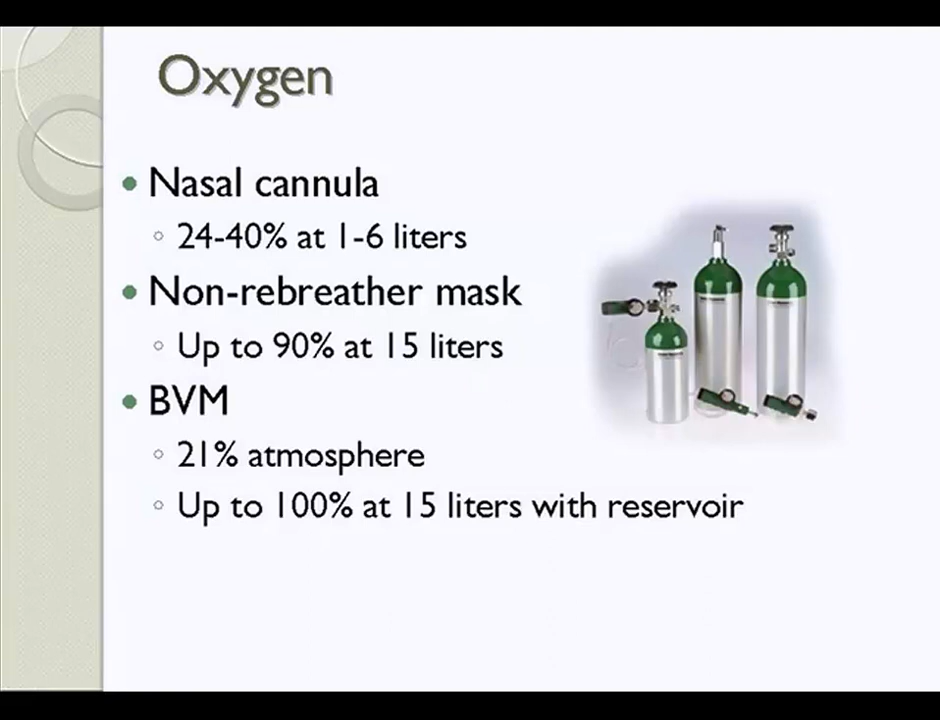 Oxygen
Nasal cannula
24-40% at 1-6 liters
Non-rebreather mask
Up to 90% at 15 liters
BVM
21% atmosphere
Up to 100% at 15 liters with reservoir